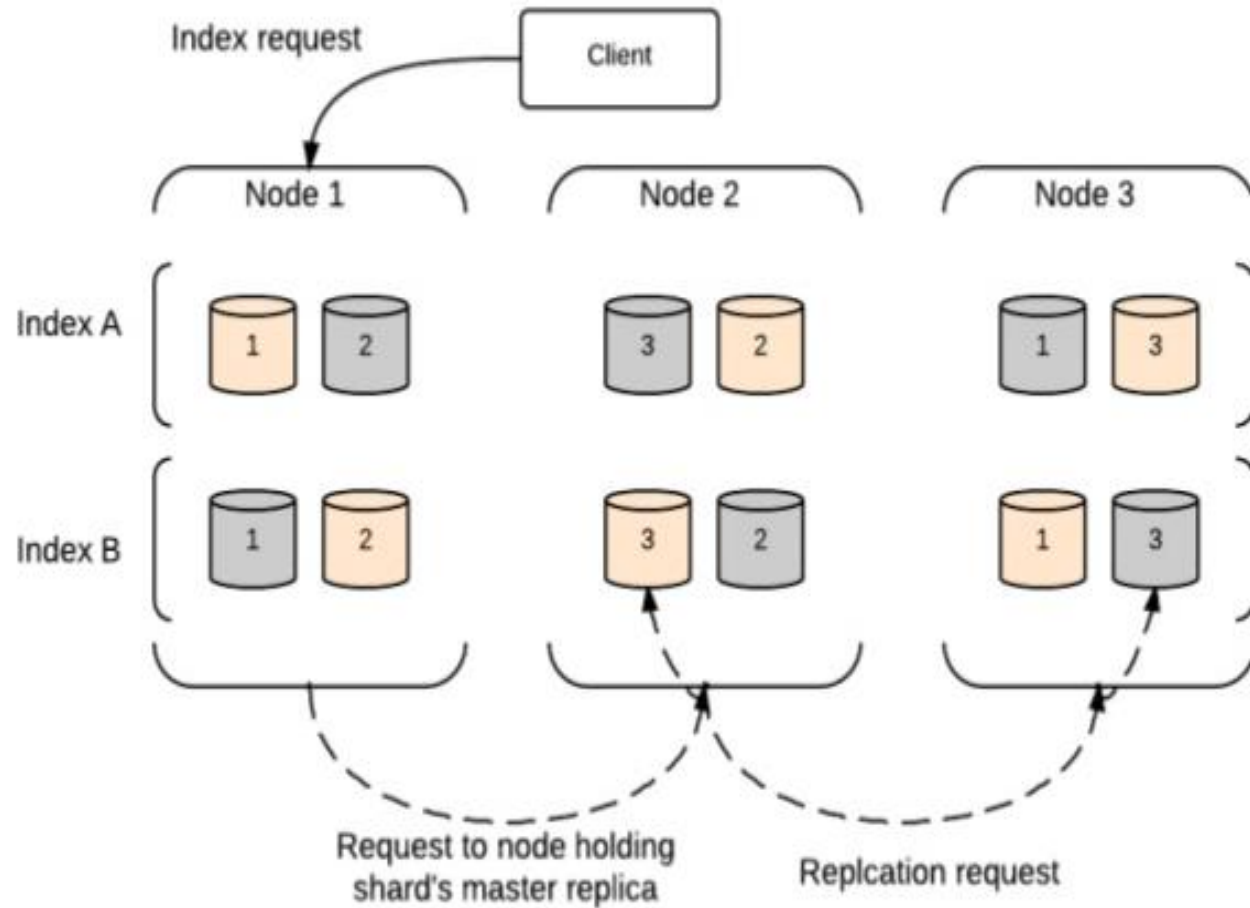 Index request
Client
Node 1
Node 2
Node 3
Index A
1
2
3
2
1
3
Index B
1
2
3
2
1
3
Request to node holding
shard's master replica
Replcation request